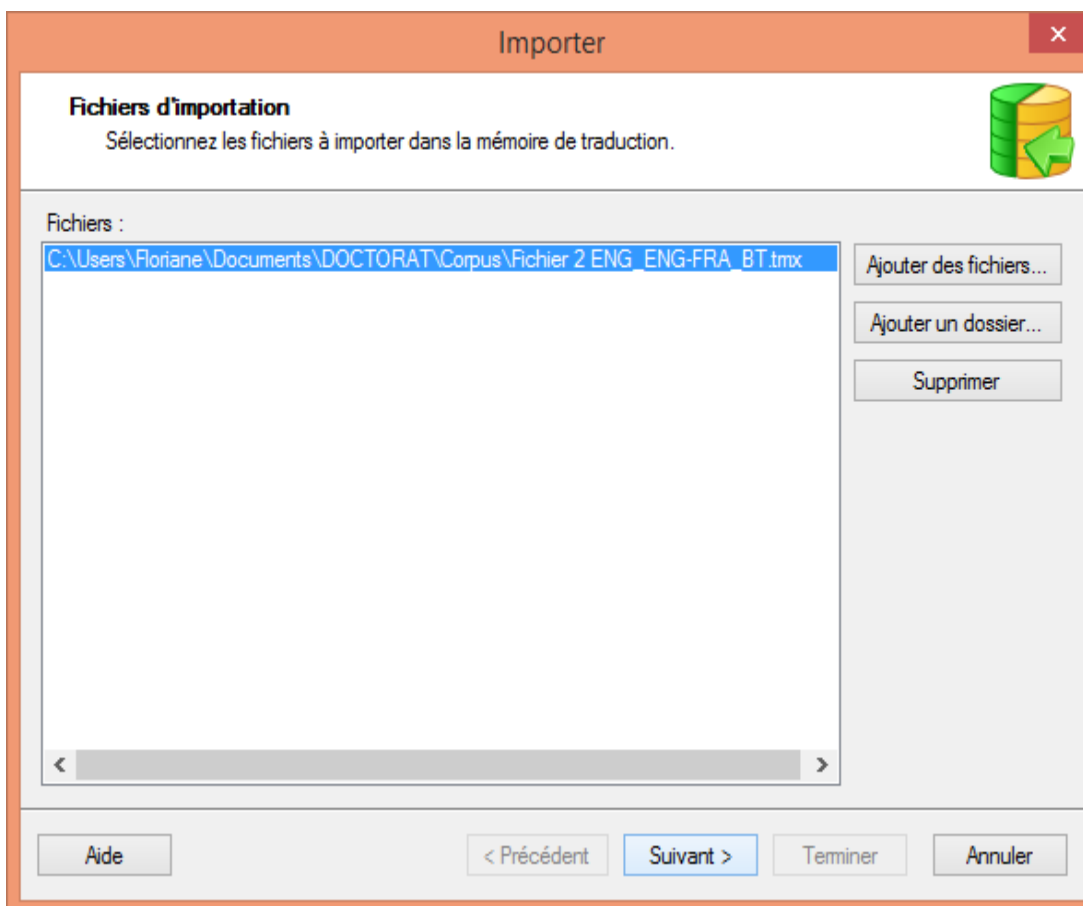 Importer
Fichiers d'importation
Sélectionnez les fichiers à importer dans la mémoire de traduction.
Fichiers :
C:\Users\Floriane\Documents\DOCTORAT\Corpus\Fichier 2 ENG_ENG-FRA_BT.tmx
Ajouter des fichiers...
Ajouter un dossier...
Supprimer
Aide
< Précédent
Suivant >
Terminer
Annuler